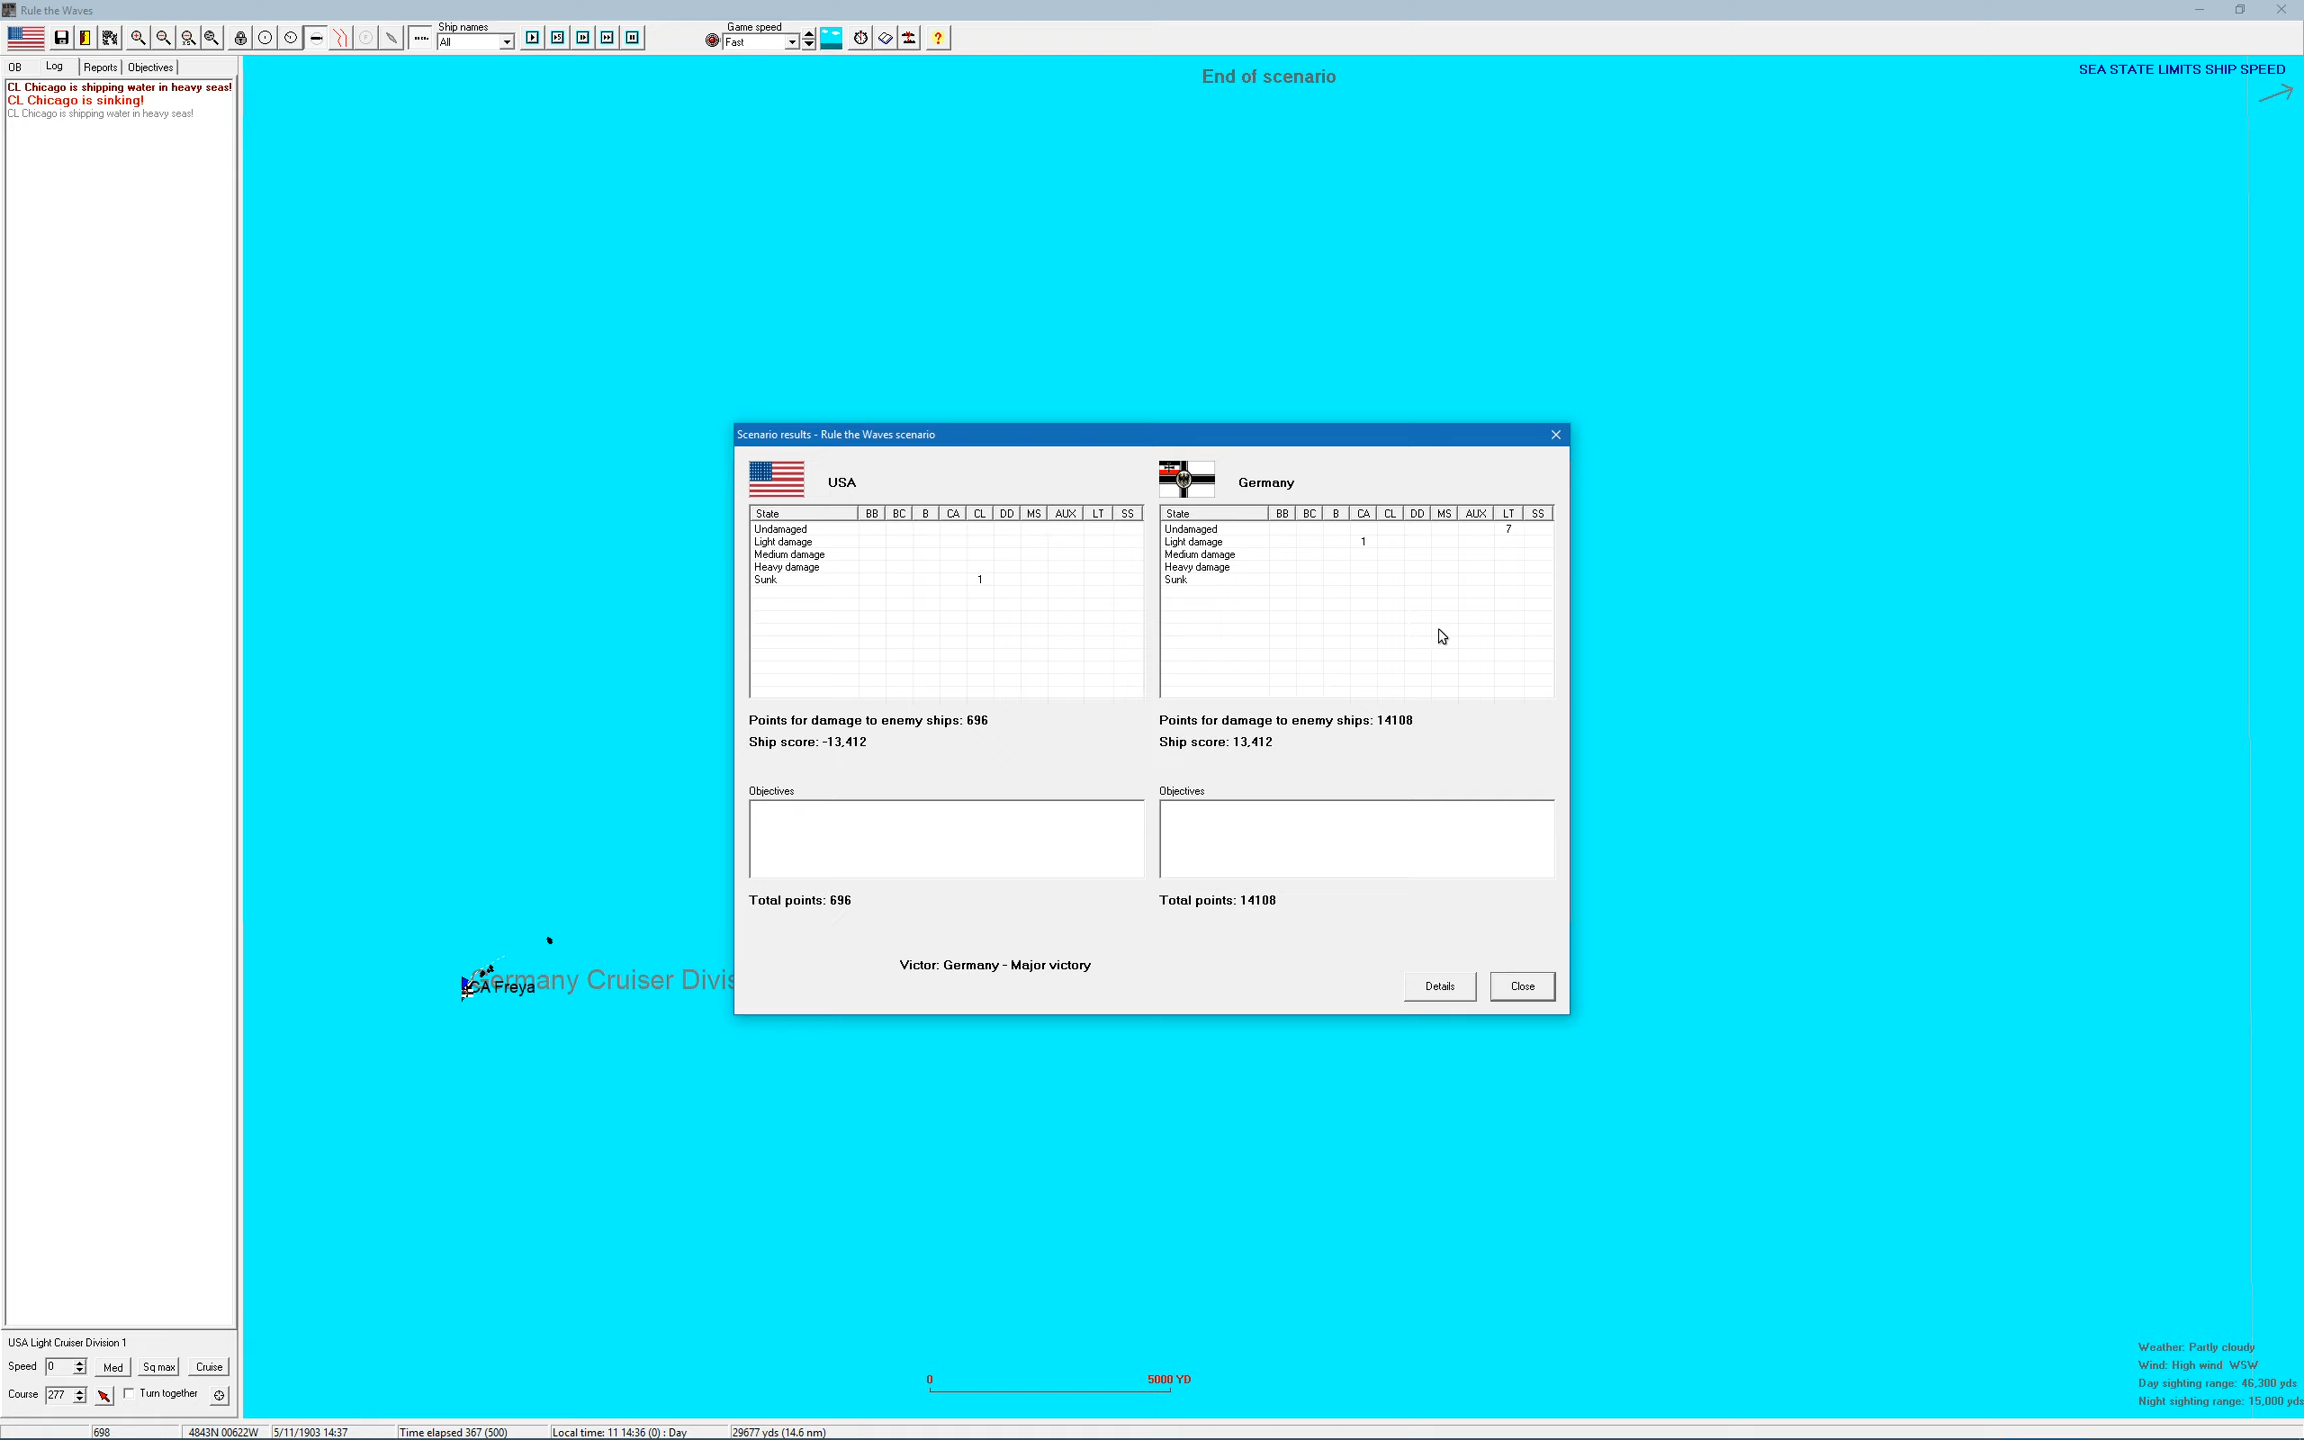 Rule the Waves
Ship names
All
Game speed
Fast
?
OB Log Reports Objectives
CL Chicago is shipping water in heavy seas!
CL Chicago is sinking!
CL Chicago is shipping water in heavy seas!
End of scenario
SEA STATE LIMITS SHIP SPEED
Scenario results - Rule the Waves scenario
USA
State BB BC B CA CL DD MS AUX LT SS
Undamaged
Light damage
Medium damage
Heavy damage
Sunk 1
Points for damage to enemy ships: 696
Ship score: -13,412
Objectives
Total points: 696
Germany
State BB BC B CA CL DD MS AUX LT SS
Undamaged 7
Light damage 1
Medium damage
Heavy damage
Sunk
Points for damage to enemy ships: 14108
Ship score: 13,412
Objectives
Total points: 14108
Victor: Germany - Major victory
Details Close
Germany Cruiser Divis
CA Freya
0 5000 YD
Weather: Partly cloudy
Wind: High wind WSW
Day sighting range: 46,300 yds
Night sighting range: 15,000 yds
USA Light Cruiser Division 1
Speed 0 Med Sq max Cruise
Course 277 Turn together
698 4843N 00622W 5/11/1903 14:37 Time elapsed 367 (500) Local time: 11 14:36 (0) : Day 29677 yds (14.6 nm)